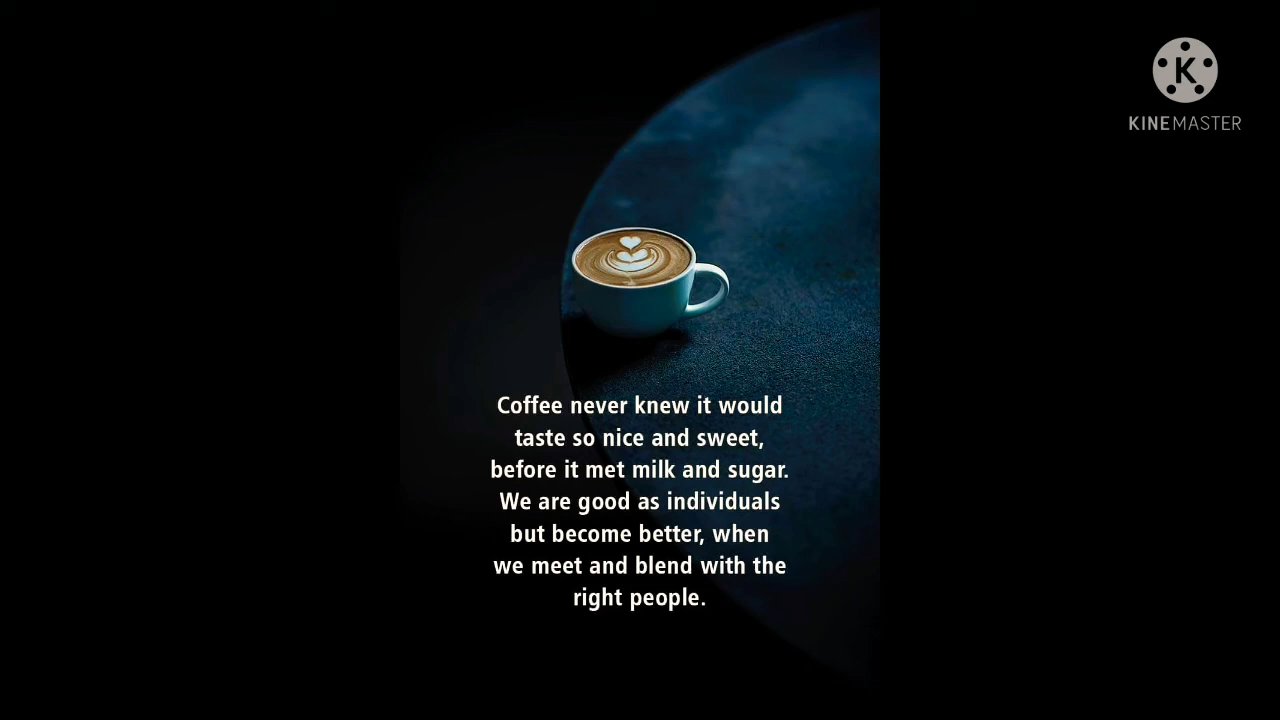 K
KINEMASTER
Coffee never knew it would
taste so nice and sweet,
before it met milk and sugar.
We are good as individuals
but become better, when
we meet and blend with the
right people.